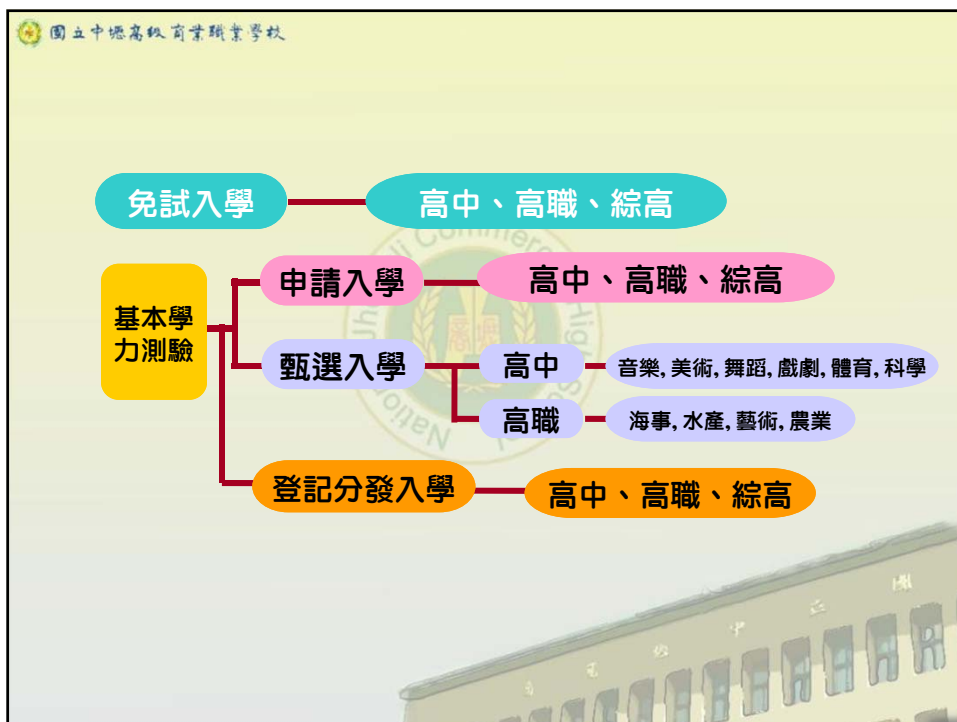 國立中壢高級商業職業學校
免試入學
高中、高職、綜高
基本學
力測驗
申請入學
高中、高職、綜高
甄選入學
高中
音樂, 美術, 舞蹈, 戲劇, 體育, 科學
高職
海事, 水產, 藝術, 農業
登記分發入學
高中、高職、綜高